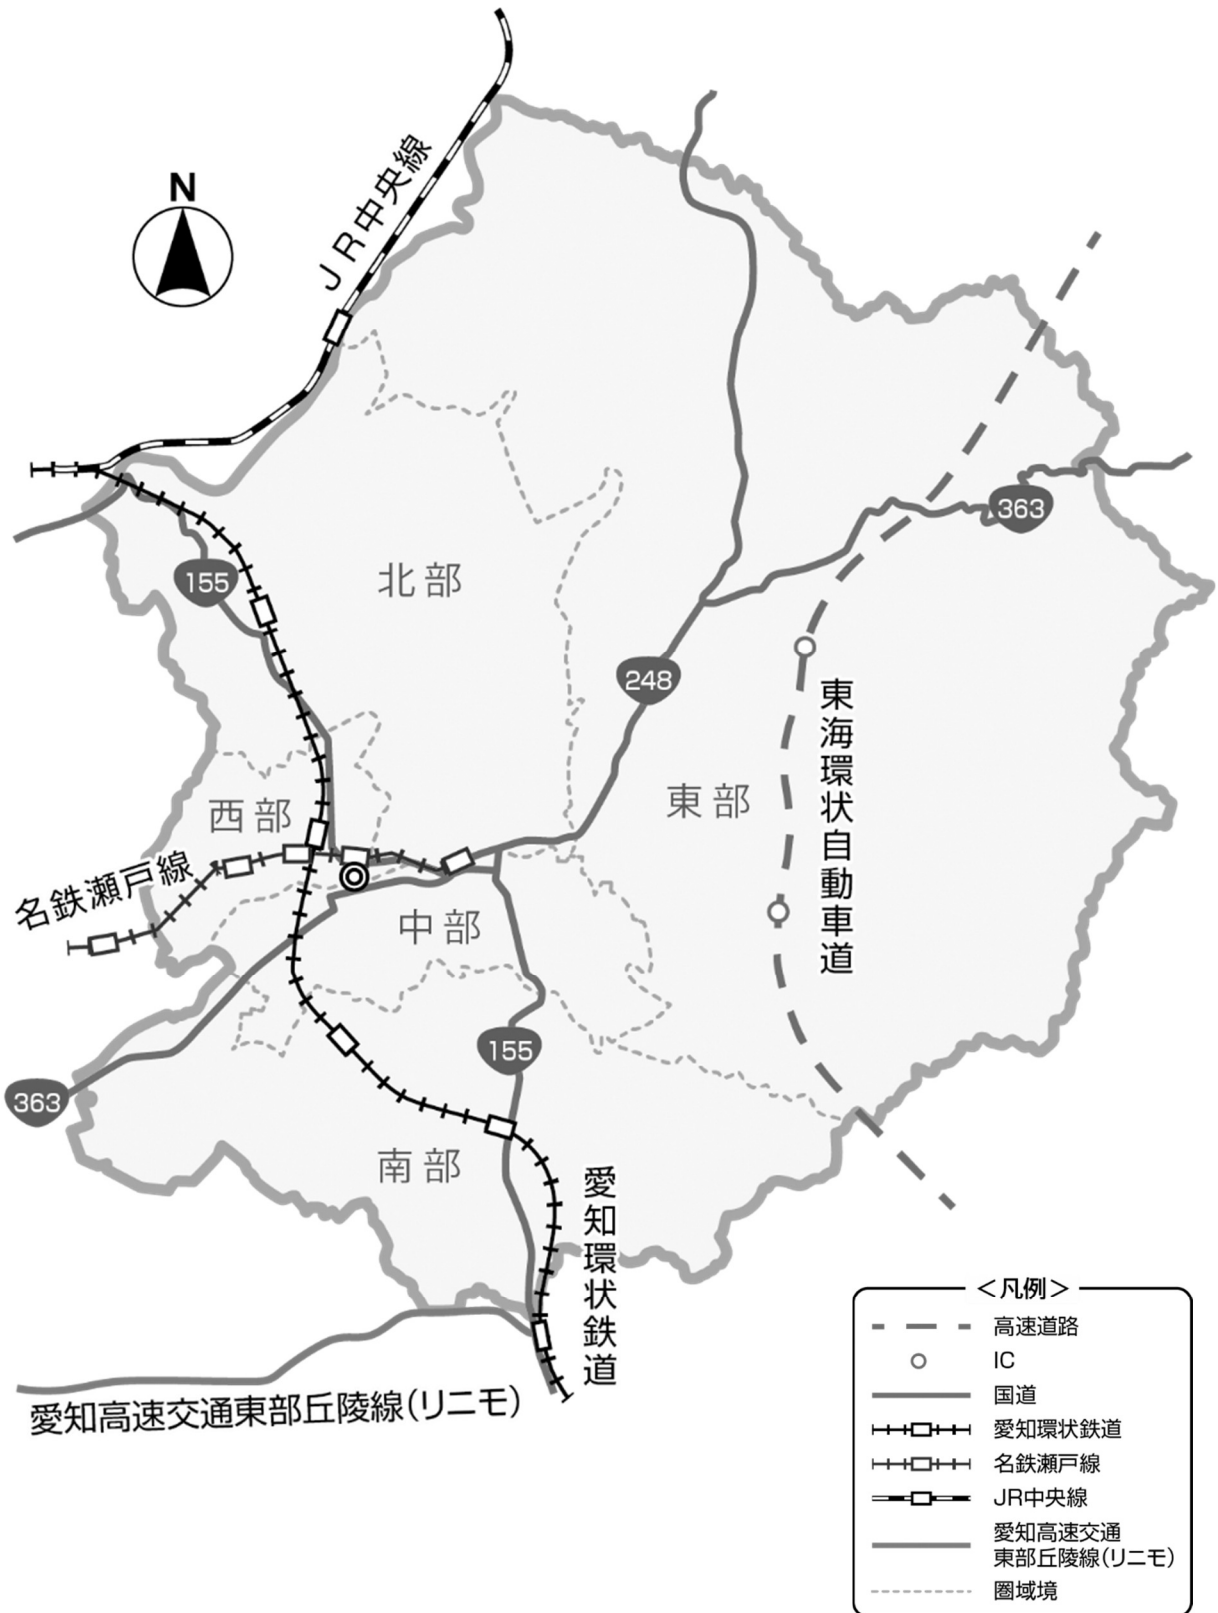 N
JR中央線
363
155
北部
248
東海環状自動車道
西部
東部
名鉄瀬戸線
中部
155
363
南部
愛知環状鉄道
愛知高速交通東部丘陵線(リニモ)
<凡例>
高速道路
IC
国道
愛知環状鉄道
名鉄瀬戸線
JR中央線
愛知高速交通
東部丘陵線(リニモ)
圏域境